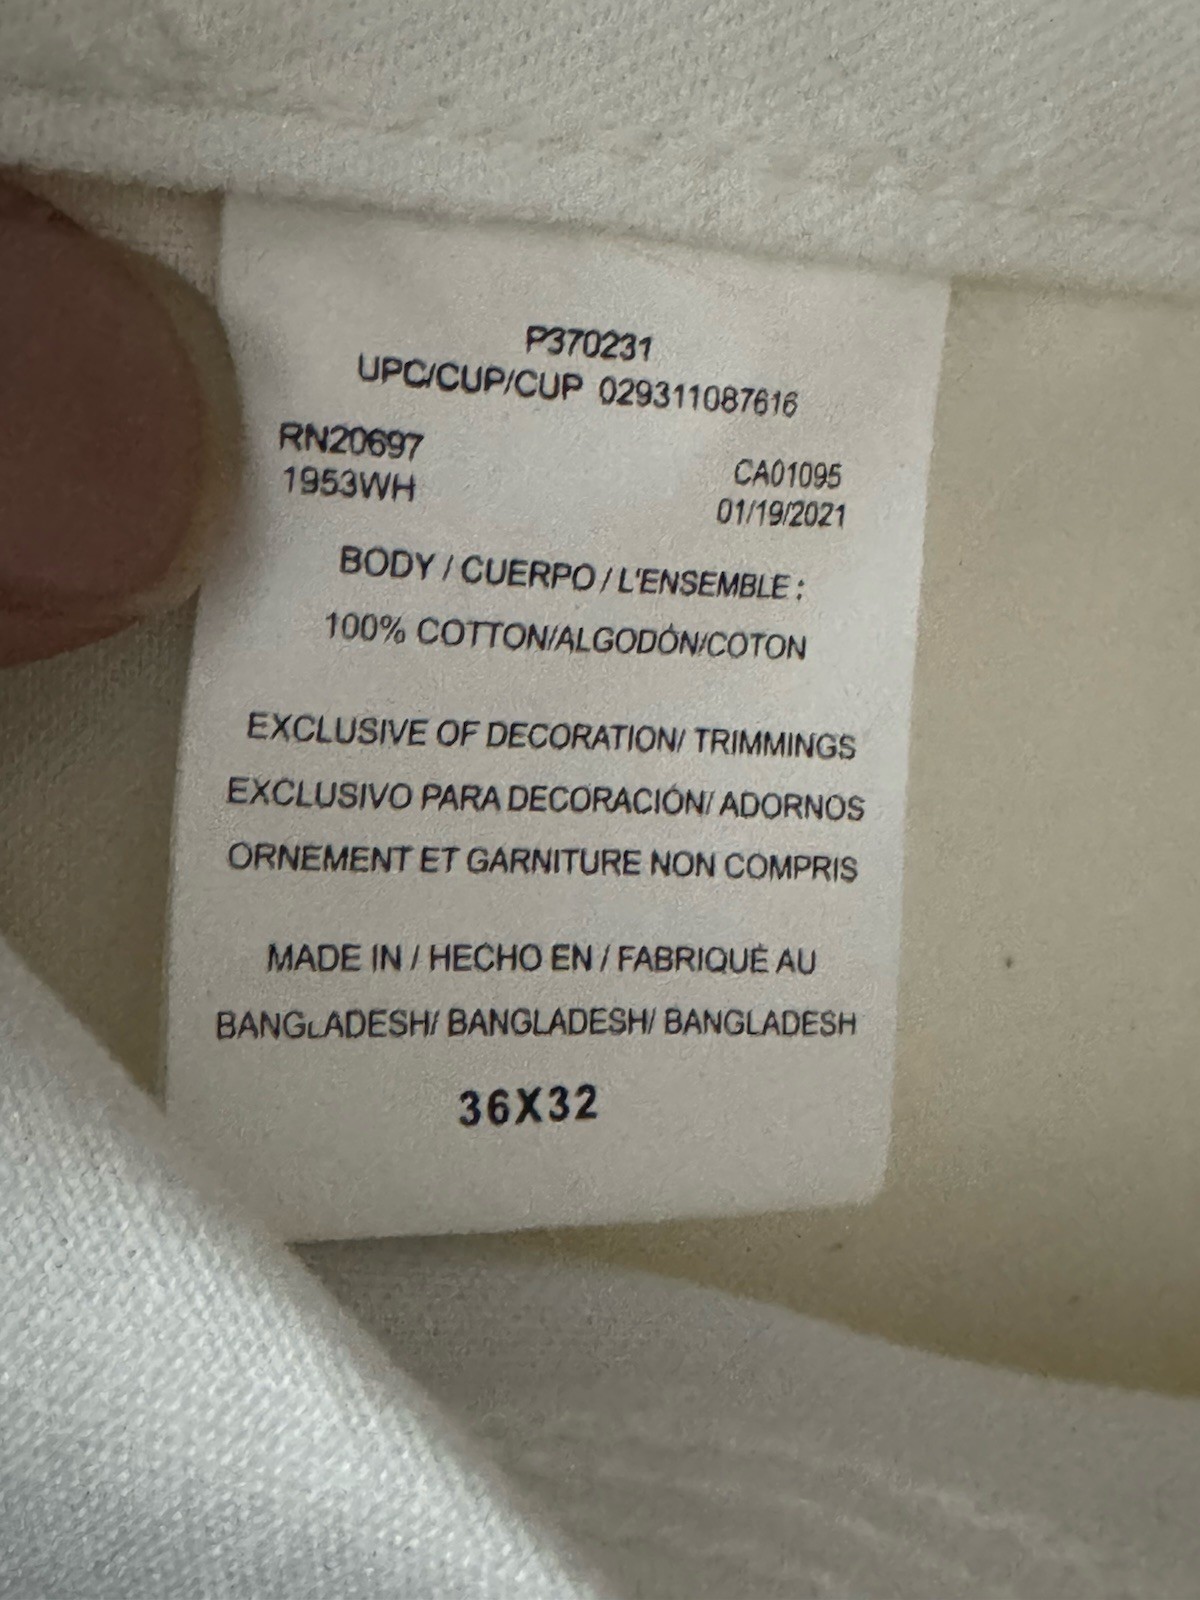 P370231
UPC/CUP/CUP 029311087616
RN20697
1953WH
CA01095
01/19/2021
BODY / CUERPO / L'ENSEMBLE :
100% COTTON/ALGODÓN/COTON
EXCLUSIVE OF DECORATION/ TRIMMINGS
EXCLUSIVO PARA DECORACIÓN/ ADORNOS
ORNEMENT ET GARNITURE NON COMPRIS
MADE IN / HECHO EN / FABRIQUÉ AU
BANGLADESH/ BANGLADESH/ BANGLADESH
36X32